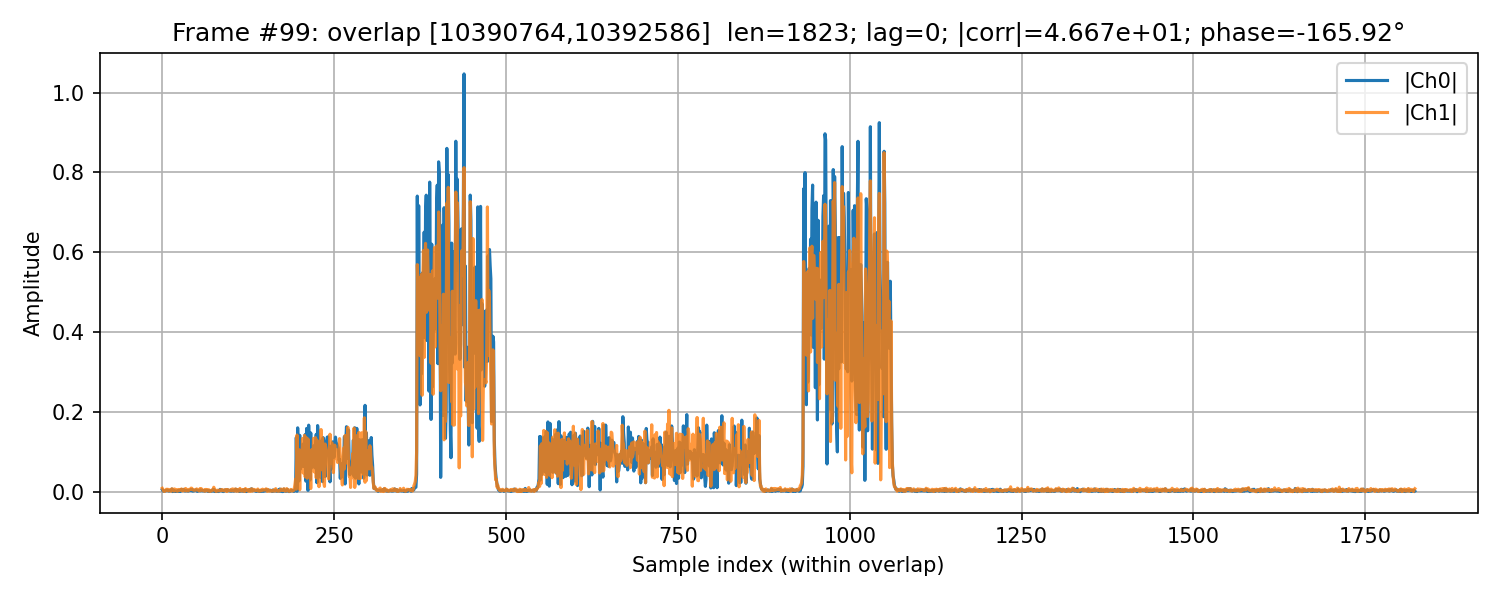 Frame #99: overlap [10390764,10392586]  len=1823; lag=0; |corr|=4.667e+01; phase=-165.92°
|Ch0|
|Ch1|
1.0
0.8
0.6
0.4
0.2
0.0
Amplitude
0 250 500 750 1000 1250 1500 1750
Sample index (within overlap)